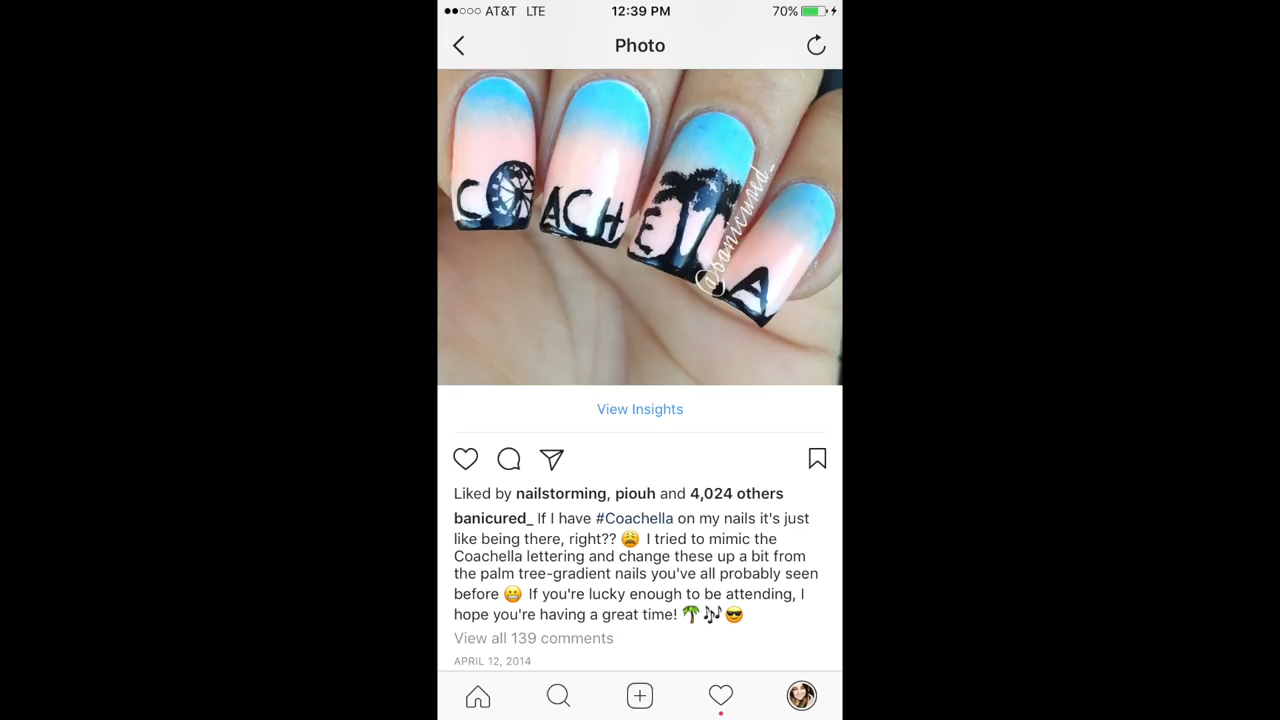 AT&T LTE 12:39 PM 70%
Photo
COACHELLA
@banicured_
View Insights
Liked by nailstorming, piouh and 4,024 others
banicured_ If I have #Coachella on my nails it's just
like being there, right?? 😩 I tried to mimic the
Coachella lettering and change these up a bit from
the palm tree-gradient nails you've all probably seen
before 😬 If you're lucky enough to be attending, I
hope you're having a great time! 🌴🎶😎
View all 139 comments
APRIL 12, 2014